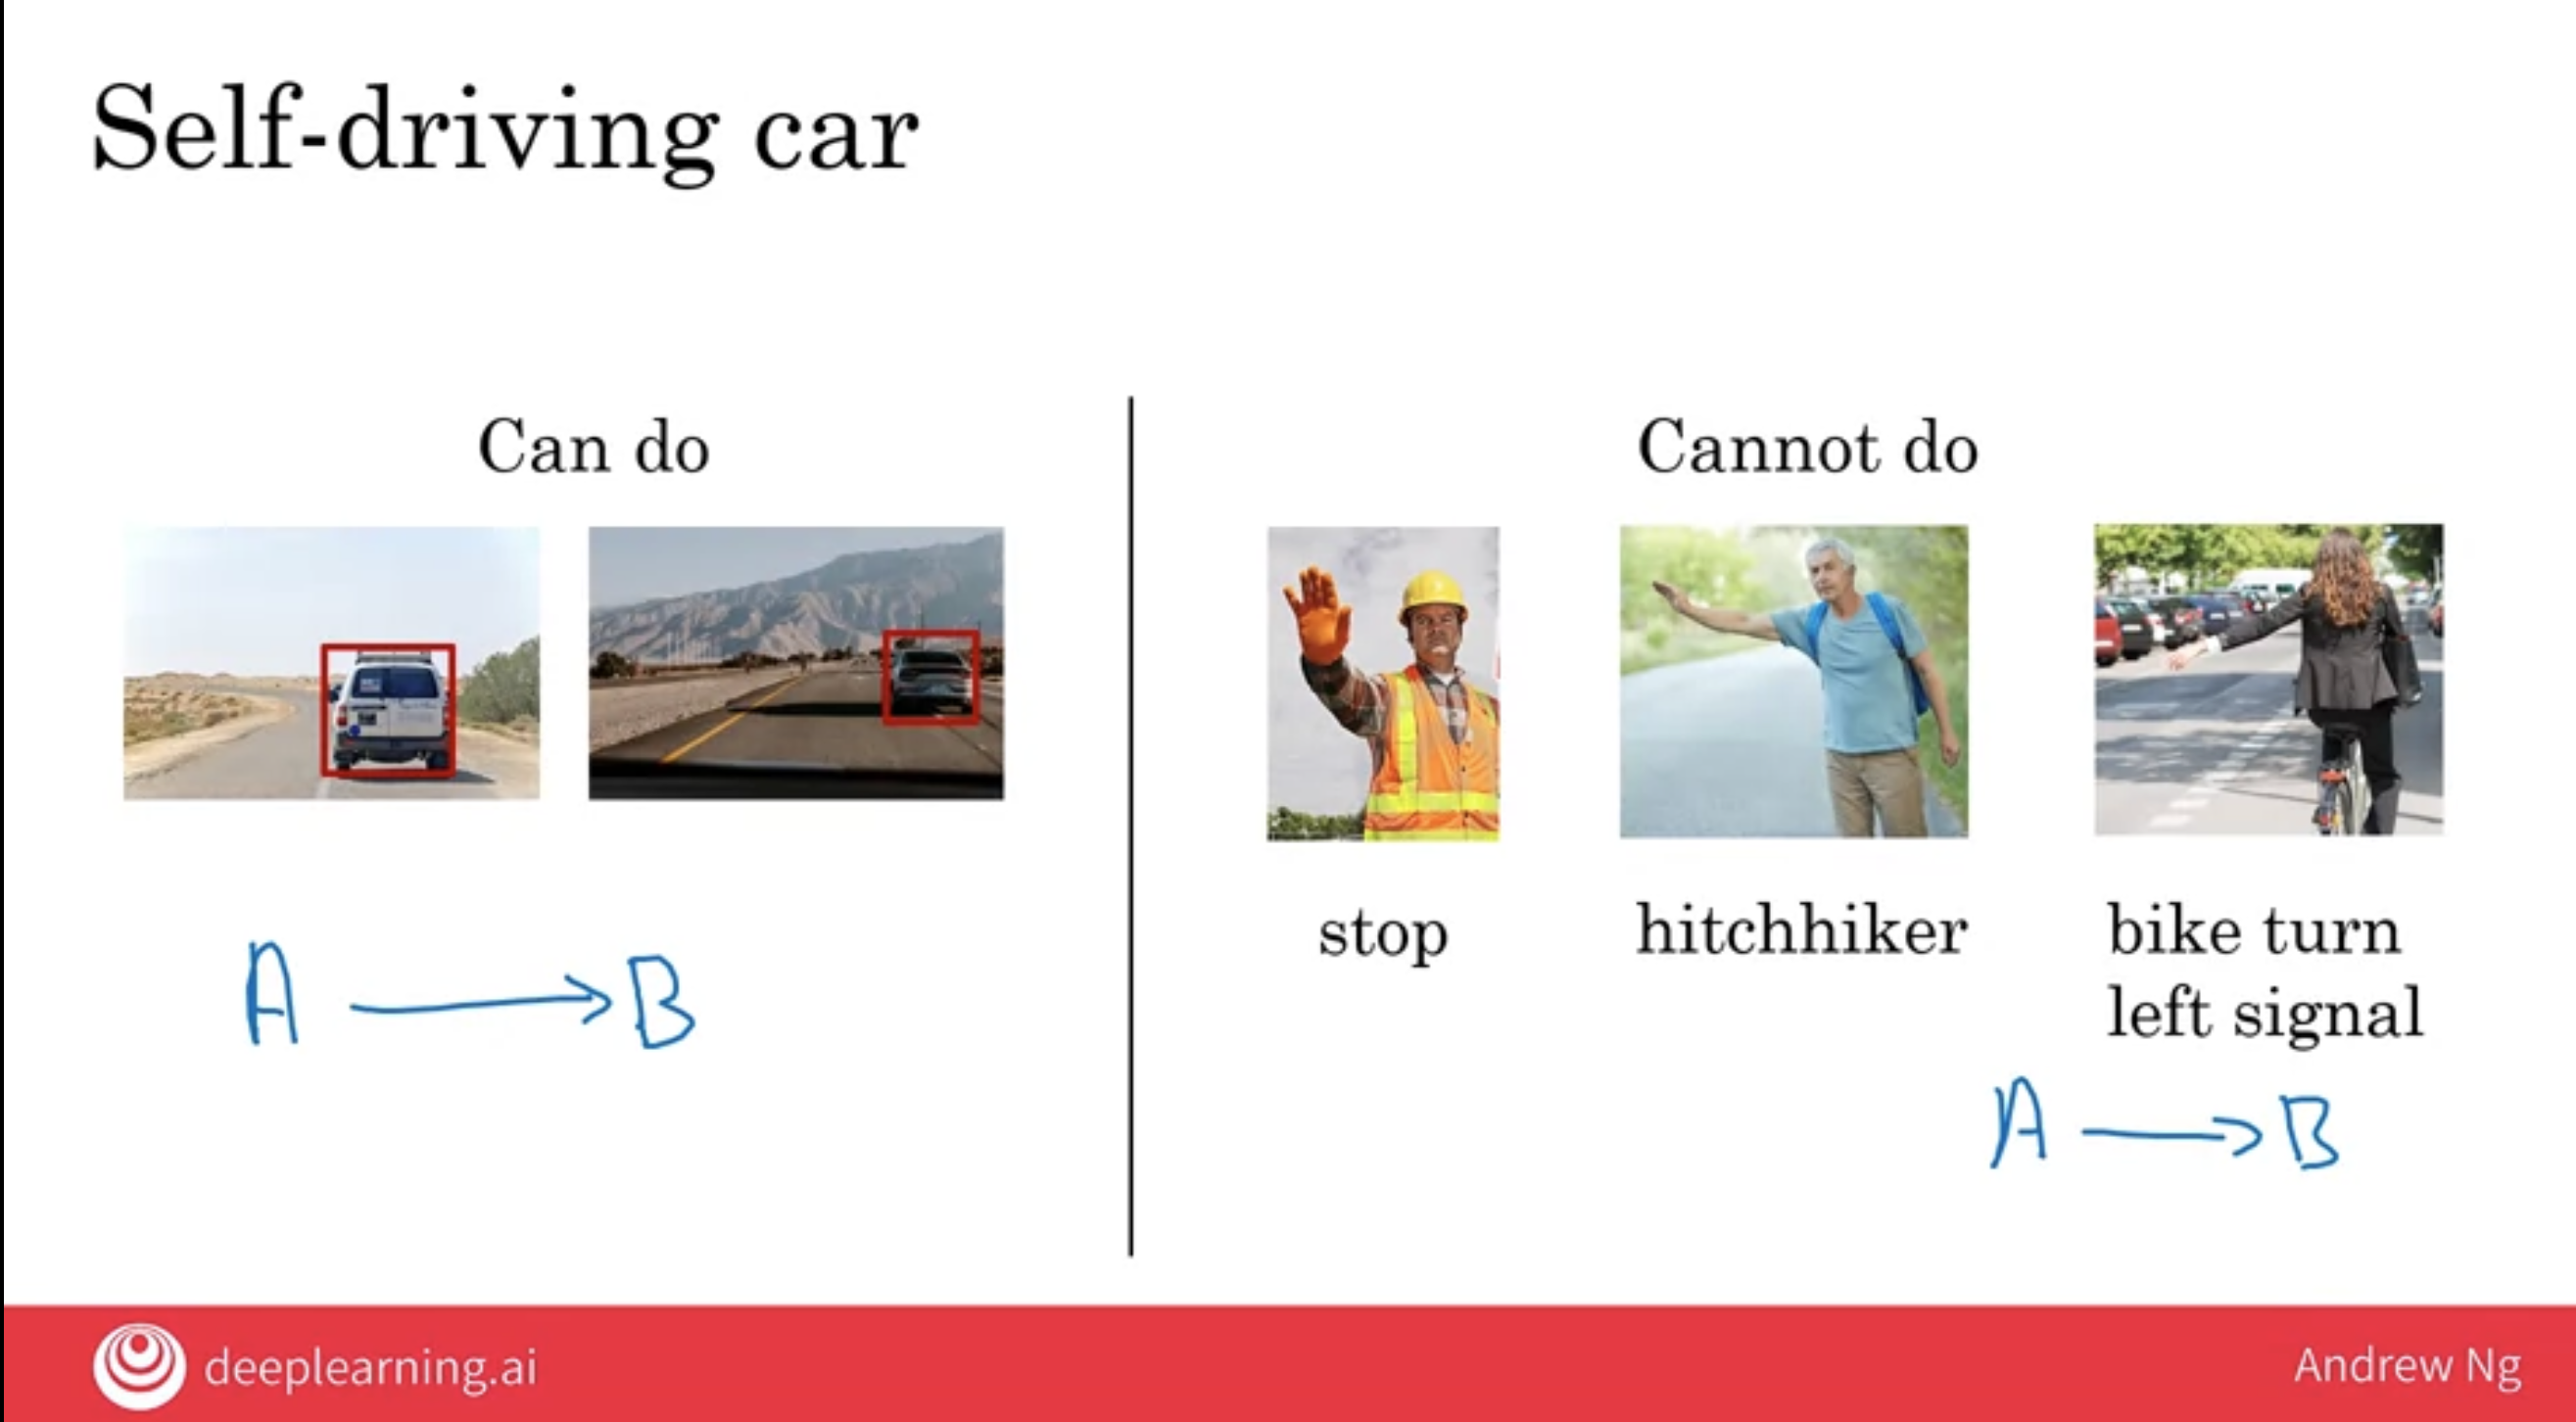 Self-driving car
Can do
A → B
Cannot do
stop
hitchhiker
bike turn
left signal
A → B
deeplearning.ai
Andrew Ng